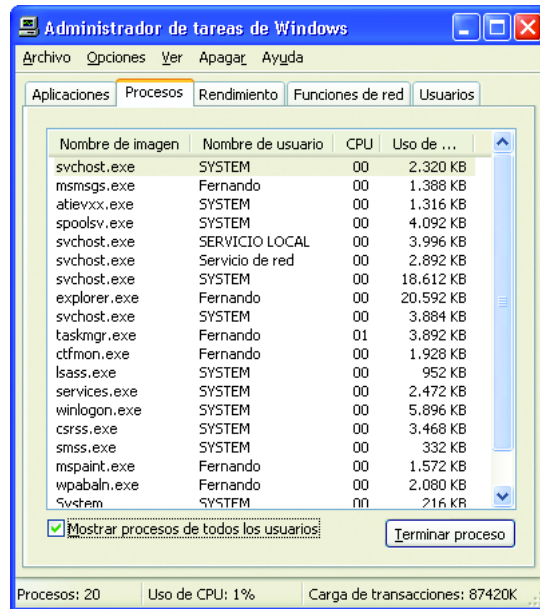 Administrador de tareas de Windows
Archivo Opciones Ver Apagar Ayuda
Aplicaciones Procesos Rendimiento Funciones de red Usuarios
Nombre de imagen Nombre de usuario CPU Uso de ...
svchost.exe SYSTEM 00 2.320 KB
msmsgs.exe Fernando 00 1.388 KB
atievxx.exe SYSTEM 00 1.316 KB
spoolsv.exe SYSTEM 00 4.092 KB
svchost.exe SERVICIO LOCAL 00 3.996 KB
svchost.exe Servicio de red 00 2.892 KB
svchost.exe SYSTEM 00 18.612 KB
explorer.exe Fernando 00 20.592 KB
svchost.exe SYSTEM 00 3.884 KB
taskmgr.exe Fernando 01 3.892 KB
ctfmon.exe Fernando 00 1.928 KB
lsass.exe SYSTEM 00 952 KB
services.exe SYSTEM 00 2.472 KB
winlogon.exe SYSTEM 00 5.896 KB
csrss.exe SYSTEM 00 3.468 KB
smss.exe SYSTEM 00 332 KB
mspaint.exe Fernando 00 1.572 KB
wpabaln.exe Fernando 00 2.080 KB
System SYSTEM 00 216 KB
Mostrar procesos de todos los usuarios Terminar proceso
Procesos: 20 Uso de CPU: 1% Carga de transacciones: 87420K